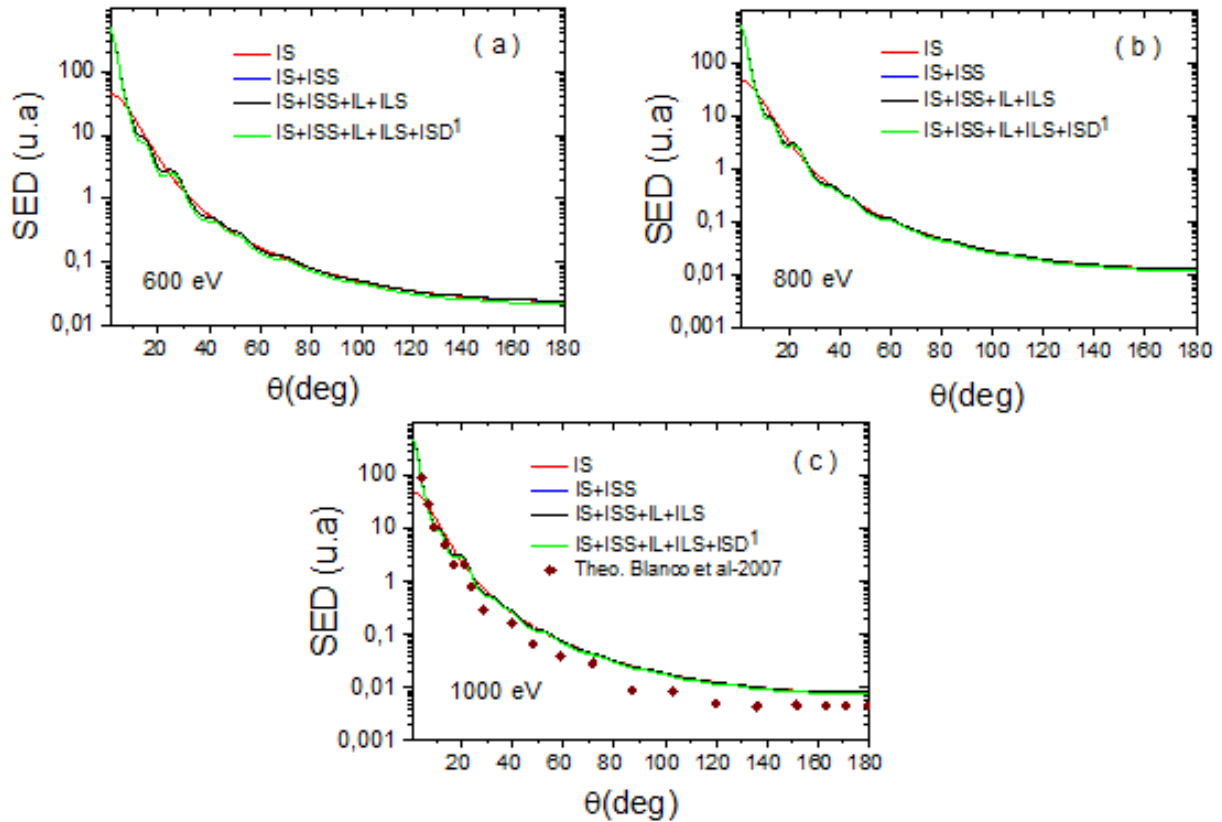 ( a )
IS
IS+ISS
IS+ISS+IL+ILS
IS+ISS+IL+ILS+ISD¹
600 eV
SED (u.a)
100
10
1
0,1
0,01
20 40 60 80 100 120 140 160 180
θ(deg)
( b )
IS
IS+ISS
IS+ISS+IL+ILS
IS+ISS+IL+ILS+ISD¹
800 eV
SED (u.a)
100
10
1
0,1
0,01
0,001
20 40 60 80 100 120 140 160 180
θ(deg)
( c )
IS
IS+ISS
IS+ISS+IL+ILS
IS+ISS+IL+ILS+ISD¹
Theo. Blanco et al-2007
1000 eV
SED (u.a)
100
10
1
0,1
0,01
0,001
20 40 60 80 100 120 140 160 180
θ(deg)